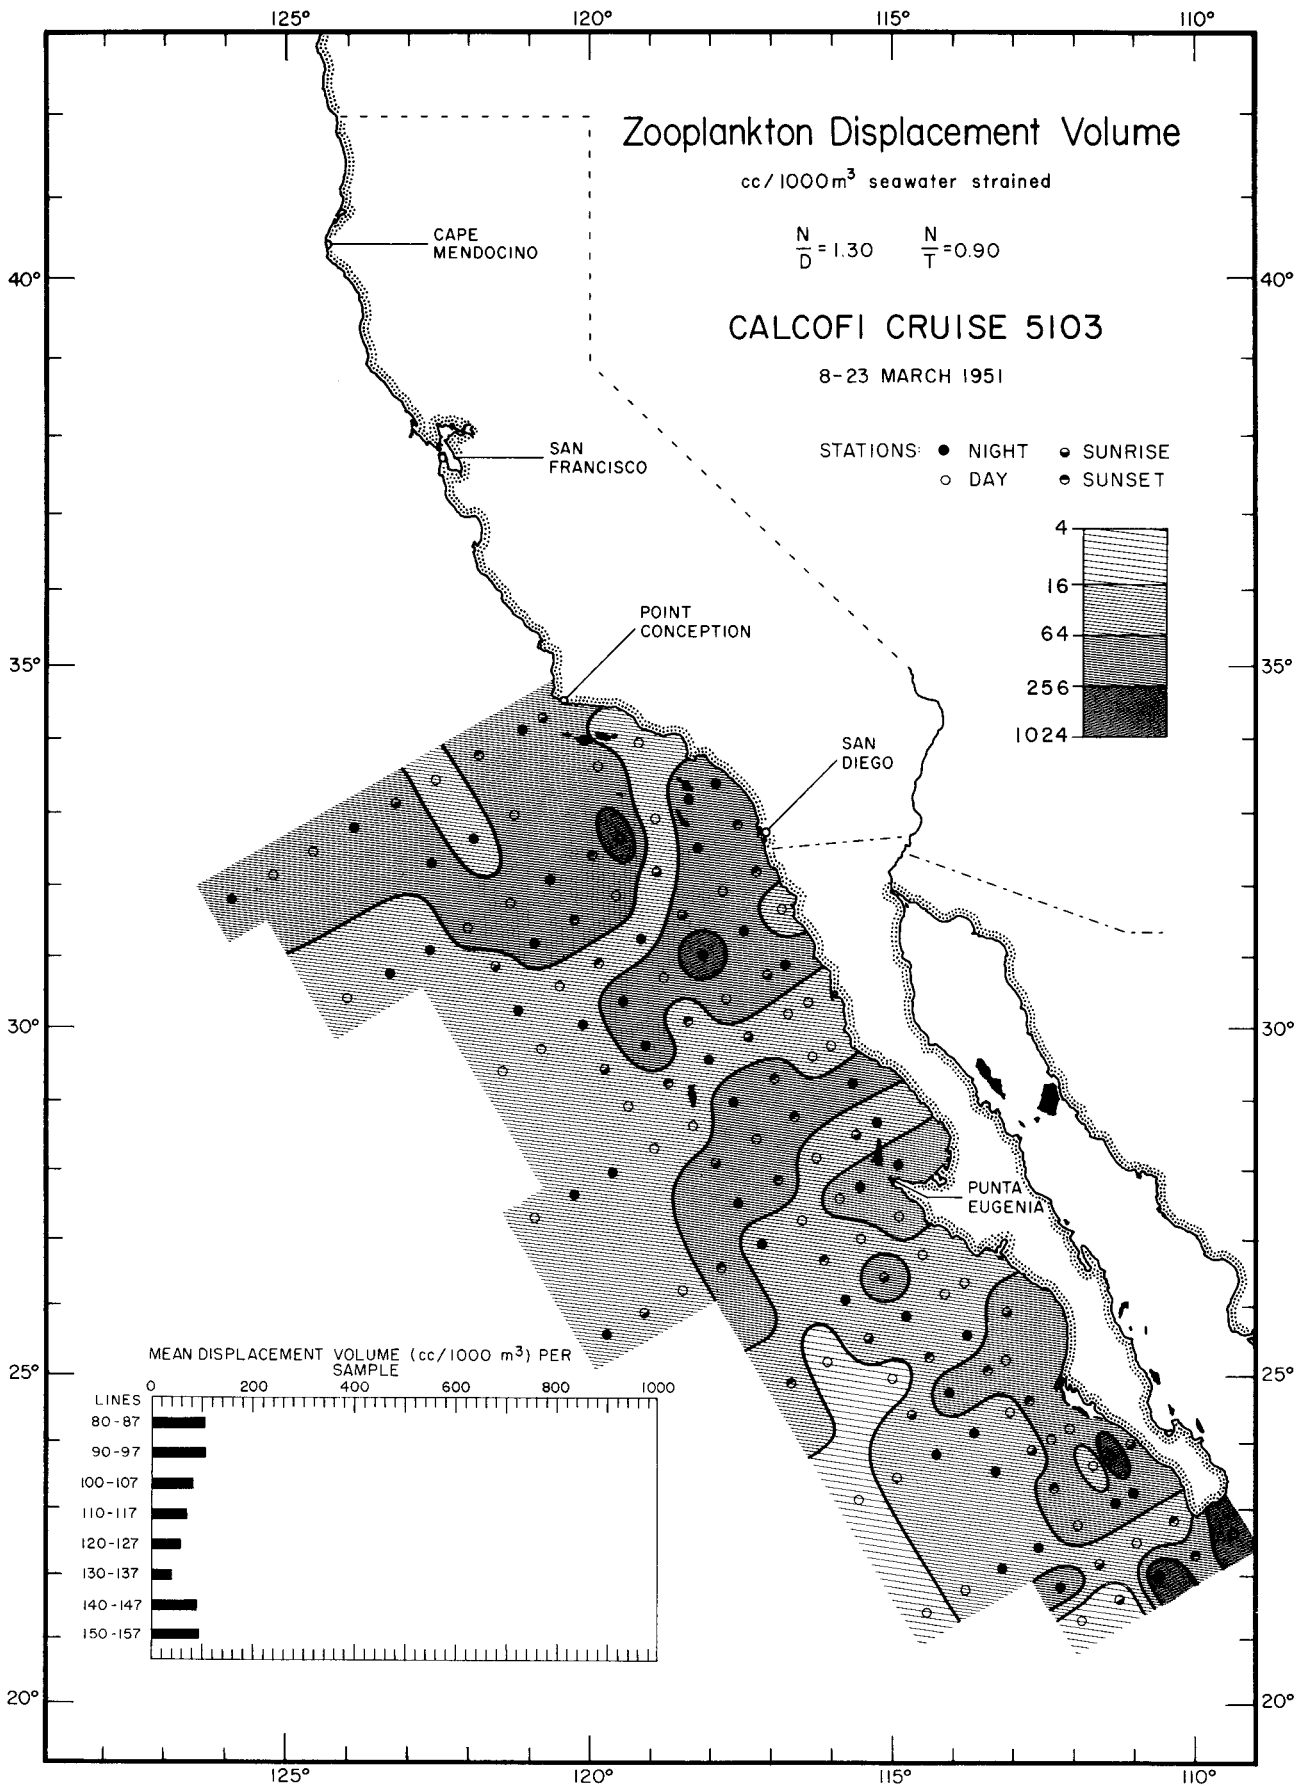 125° 120° 115° 110°
Zooplankton Displacement Volume
cc/1000m³ seawater strained
N/D = 1.30 N/T = 0.90
CALCOFI CRUISE 5103
8-23 MARCH 1951
STATIONS: ● NIGHT SUNRISE
○ DAY SUNSET
CAPE
MENDOCINO
40° 40°
SAN
FRANCISCO
4
16
64
256
1024
POINT
CONCEPTION
35° 35°
SAN
DIEGO
30° 30°
PUNTA
EUGENIA
25° 25°
MEAN DISPLACEMENT VOLUME (cc/1000 m³) PER
SAMPLE
0 200 400 600 800 1000
LINES
80-87
90-97
100-107
110-117
120-127
130-137
140-147
150-157
20° 20°
125° 120° 115° 110°